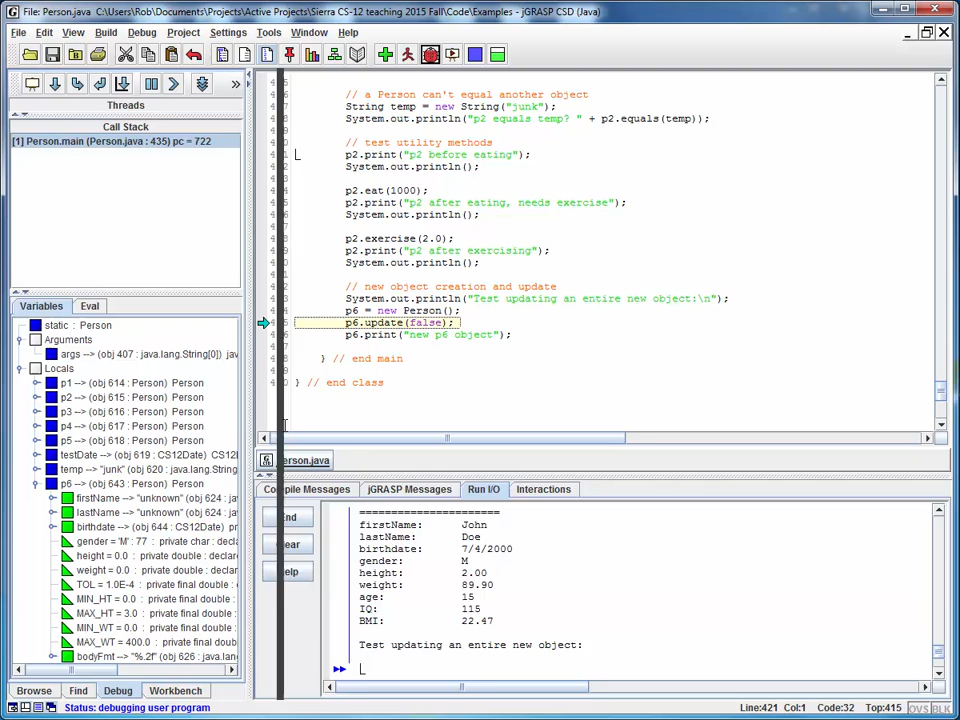 File: Person.java C:\Users\Rob\Documents\Projects\Active Projects\Sierra CS-12 teaching 2015 Fall\Code\Examples - jGRASP CSD (Java)
File Edit View Build Debug Project Settings Tools Window Help
Threads
Call Stack
[1] Person.main (Person.java : 435) pc = 722
Variables Eval
static : Person
Arguments
args --> (obj 407 : java.lang.String[0])
Locals
p1 --> (obj 614 : Person) Person
p2 --> (obj 615 : Person) Person
p3 --> (obj 616 : Person) Person
p4 --> (obj 617 : Person) Person
p5 --> (obj 618 : Person) Person
testDate --> (obj 619 : CS12Date)
temp --> "junk" (obj 620 : java.lang.
p6 --> (obj 643 : Person) Person
firstName --> "unknown" (obj 624 :
lastName --> "unknown" (obj 624 :
birthdate --> (obj 644 : CS12Date)
gender = 'M' : 77 : private char :
height = 0.0 : private double :
weight = 0.0 : private double :
TOL = 1.0E-4 : private final double :
MIN_HT = 0.0 : private final double :
MAX_HT = 3.0 : private final double :
MIN_WT = 0.0 : private final double :
MAX_WT = 400.0 : private final double :
bodyFmt --> "%.2f" (obj 626 : java.
Browse Find Debug Workbench
// a Person can't equal another object
String temp = new String("junk");
System.out.println("p2 equals temp? " + p2.equals(temp));
// test utility methods
p2.print("p2 before eating");
System.out.println();
p2.eat(1000);
p2.print("p2 after eating, needs exercise");
System.out.println();
p2.exercise(2.0);
p2.print("p2 after exercising");
System.out.println();
// new object creation and update
System.out.println("Test updating an entire new object:\n");
p6 = new Person();
p6.update(false);
p6.print("new p6 object");
} // end main
} // end class
Person.java
Compile Messages jGRASP Messages Run I/O Interactions
End
Clear
Help
=======================
firstName: John
lastName: Doe
birthdate: 7/4/2000
gender: M
height: 2.00
weight: 89.90
age: 15
IQ: 115
BMI: 22.47
Test updating an entire new object:
Status: debugging user program
Line:421 Col:1 Code:32 Top:415 OVS BLK